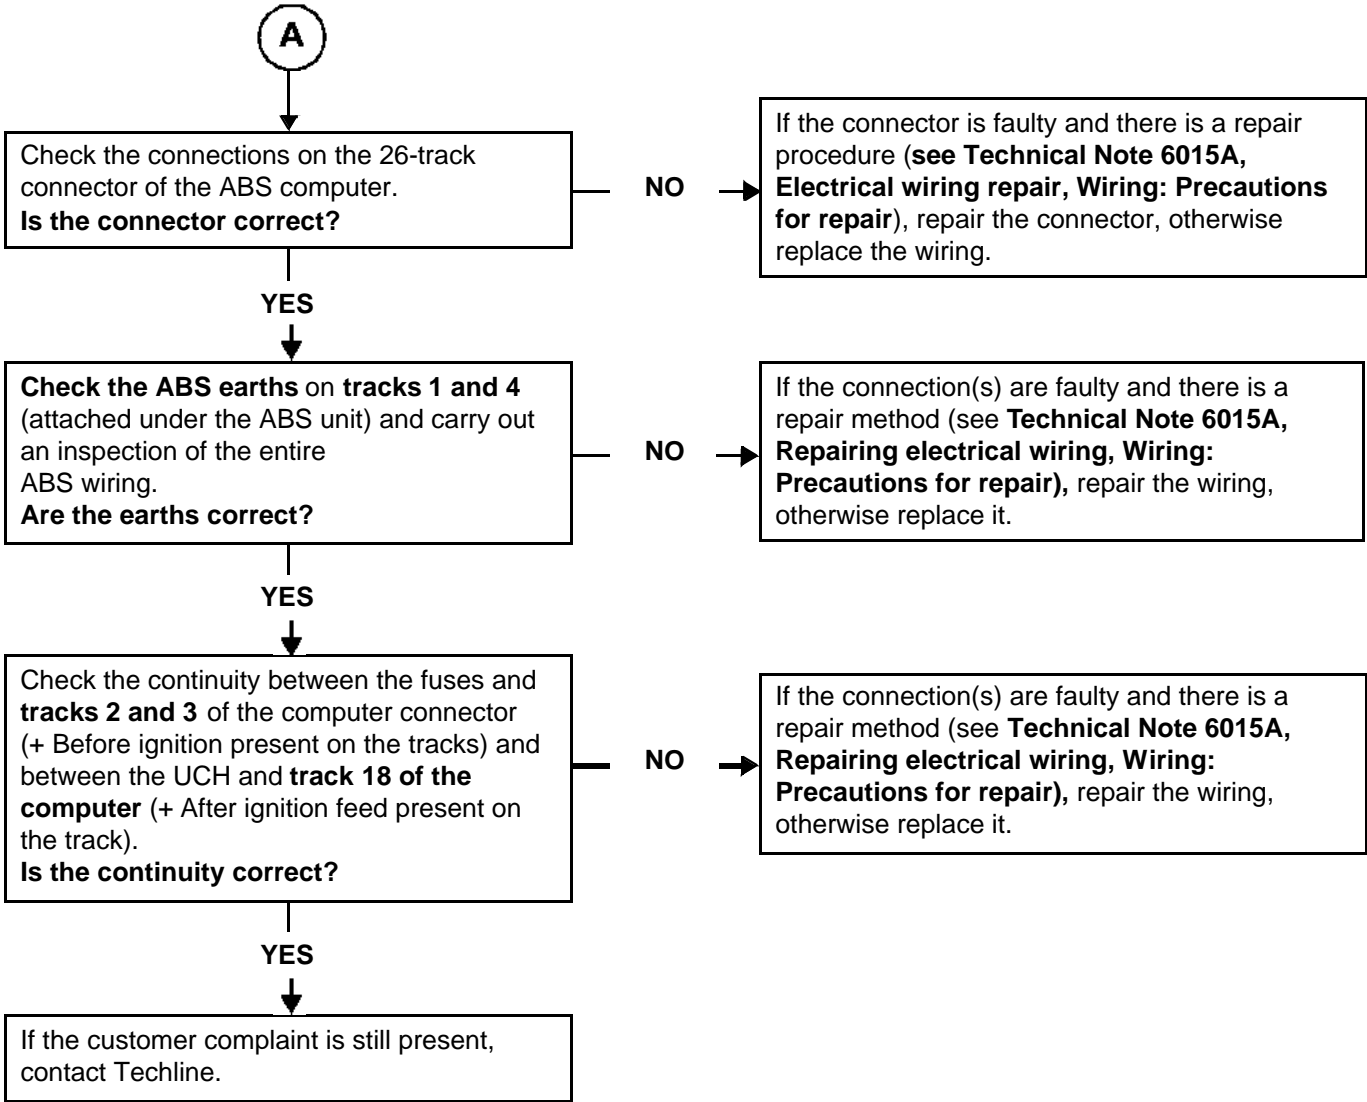 A
Check the connections on the 26-track
connector of the ABS computer.
Is the connector correct?
NO
If the connector is faulty and there is a repair
procedure (see Technical Note 6015A,
Electrical wiring repair, Wiring: Precautions
for repair), repair the connector, otherwise
replace the wiring.
YES
Check the ABS earths on tracks 1 and 4
(attached under the ABS unit) and carry out
an inspection of the entire
ABS wiring.
Are the earths correct?
NO
If the connection(s) are faulty and there is a
repair method (see Technical Note 6015A,
Repairing electrical wiring, Wiring:
Precautions for repair), repair the wiring,
otherwise replace it.
YES
Check the continuity between the fuses and
tracks 2 and 3 of the computer connector
(+ Before ignition present on the tracks) and
between the UCH and track 18 of the
computer (+ After ignition feed present on
the track).
Is the continuity correct?
NO
If the connection(s) are faulty and there is a
repair method (see Technical Note 6015A,
Repairing electrical wiring, Wiring:
Precautions for repair), repair the wiring,
otherwise replace it.
YES
If the customer complaint is still present,
contact Techline.